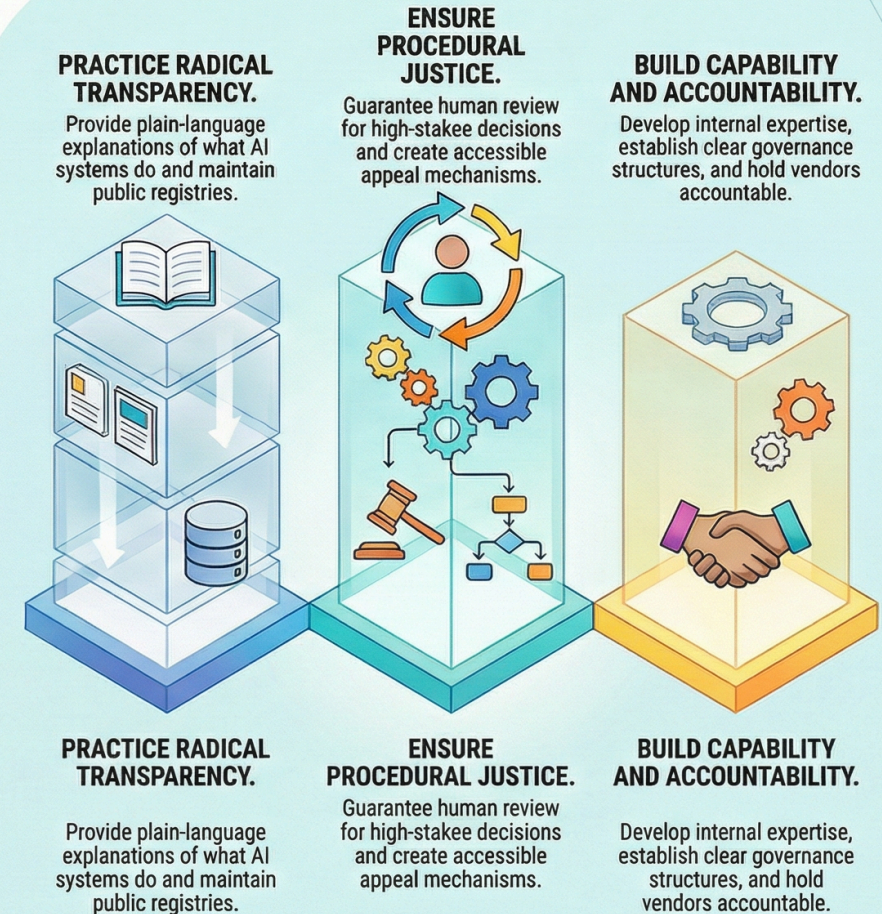 PRACTICE RADICAL
TRANSPARENCY.
Provide plain-language
explanations of what AI
systems do and maintain
public registries.
ENSURE
PROCEDURAL
JUSTICE.
Guarantee human review
for high-stakee decisions
and create accessible
appeal mechanisms.
BUILD CAPABILITY
AND ACCOUNTABILITY.
Develop internal expertise,
establish clear governance
structures, and hold vendors
accountable.
PRACTICE RADICAL
TRANSPARENCY.
Provide plain-language
explanations of what AI
systems do and maintain
public registries.
ENSURE
PROCEDURAL JUSTICE.
Guarantee human review
for high-stakee decisions
and create accessible
appeal mechanisms.
BUILD CAPABILITY
AND ACCOUNTABILITY.
Develop internal expertise,
establish clear governance
structures, and hold
vendors accountable.